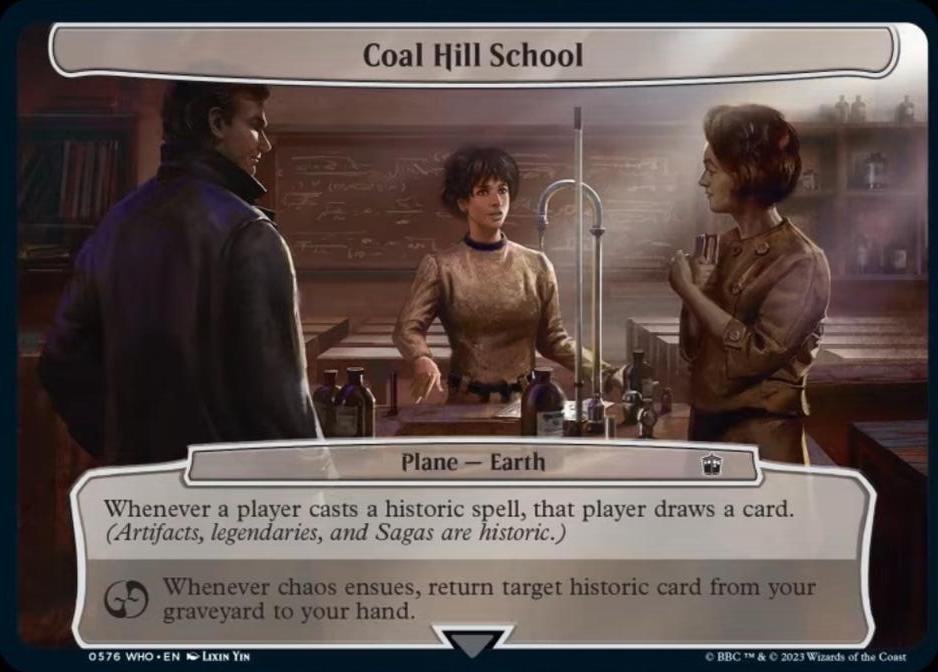 Coal Hill School
Plane — Earth
Whenever a player casts a historic spell, that player draws a card.
(Artifacts, legendaries, and Sagas are historic.)
Whenever chaos ensues, return target historic card from your
graveyard to your hand.
0576 WHO • EN Lixin Yin
© BBC ™ & © 2023 Wizards of the Coast